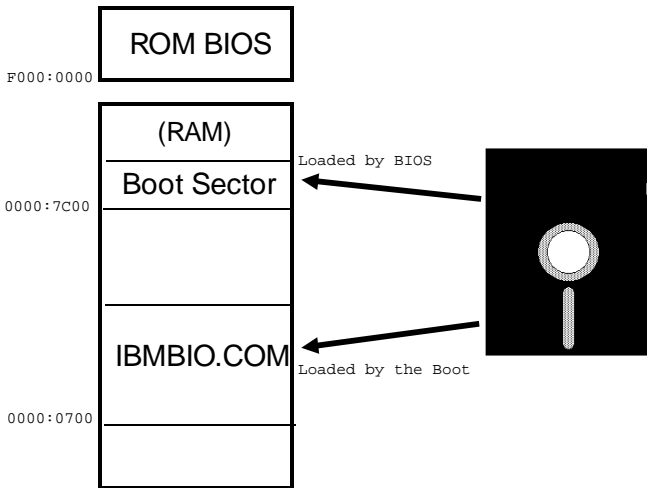 ROM BIOS
F000:0000
(RAM)
Loaded by BIOS
Boot Sector
0000:7C00
IBMBIO.COM
Loaded by the Boot
0000:0700